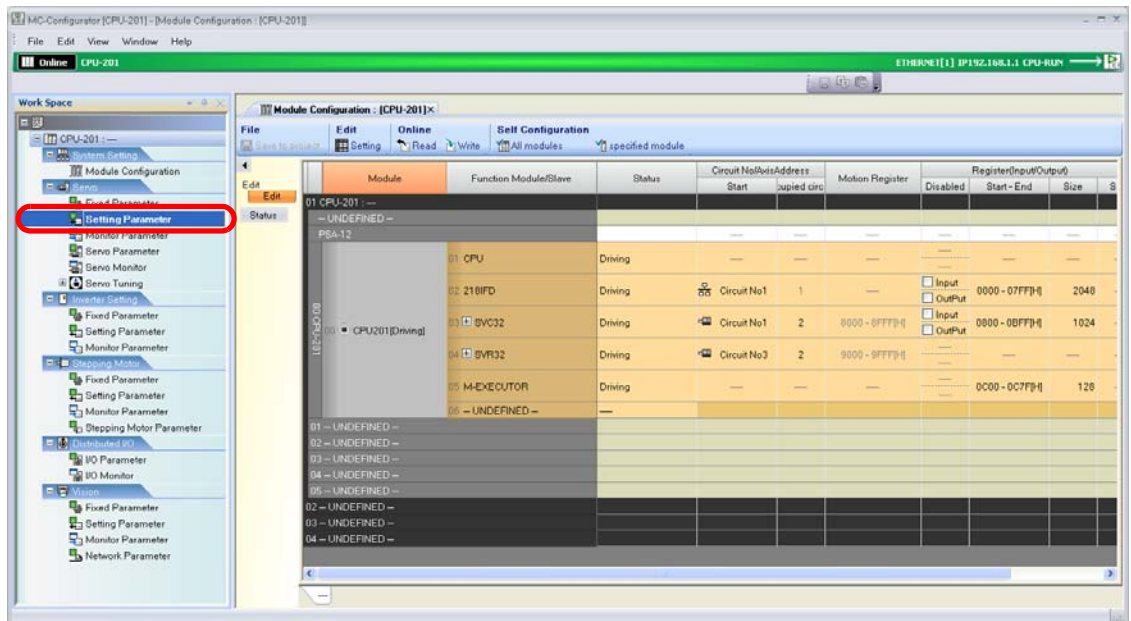 MC-Configurator [CPU-201] - [Module Configuration : [CPU-201]]
File Edit View Window Help
Online CPU-201
ETHERNET[1] IP192.168.1.1 CPU-RUN
Work Space
CPU-201 : ---
System Setting
Module Configuration
Servo
Fixed Parameter
Setting Parameter
Monitor Parameter
Servo Parameter
Servo Monitor
Servo Tuning
Inverter Setting
Fixed Parameter
Setting Parameter
Monitor Parameter
Stepping Motor
Fixed Parameter
Setting Parameter
Monitor Parameter
Stepping Motor Parameter
Distributed I/O
I/O Parameter
I/O Monitor
Vision
Fixed Parameter
Setting Parameter
Monitor Parameter
Network Parameter
Module Configuration : [CPU-201]×
File Edit Online Self Configuration
Save to project Setting Read Write All modules specified module
Edit
Edit
Status
Module Function Module/Slave Status Circuit No/AxisAddress Motion Register Register(Input/Output)
Start cupied circ Disabled Start - End Size S
01 CPU-201 : ---
-- UNDEFINED --
PSA-12 --- --- --- --- --- ---
00 CPU-201
00 CPU201[Driving]
01 CPU Driving --- --- --- --- --- ---
02 218IFD Driving Circuit No1 1 --- Input OutPut 0000 - 07FF[H] 2048
03 SVC32 Driving Circuit No1 2 8000 - 8FFF[H] Input OutPut 0800 - 0BFF[H] 1024
04 SVR32 Driving Circuit No3 2 9000 - 9FFF[H] --- --- ---
05 M-EXECUTOR Driving --- --- --- --- 0C00 - 0C7F[H] 128
06 -- UNDEFINED -- ---
01 -- UNDEFINED --
02 -- UNDEFINED --
03 -- UNDEFINED --
04 -- UNDEFINED --
05 -- UNDEFINED --
02 -- UNDEFINED --
03 -- UNDEFINED --
04 -- UNDEFINED --